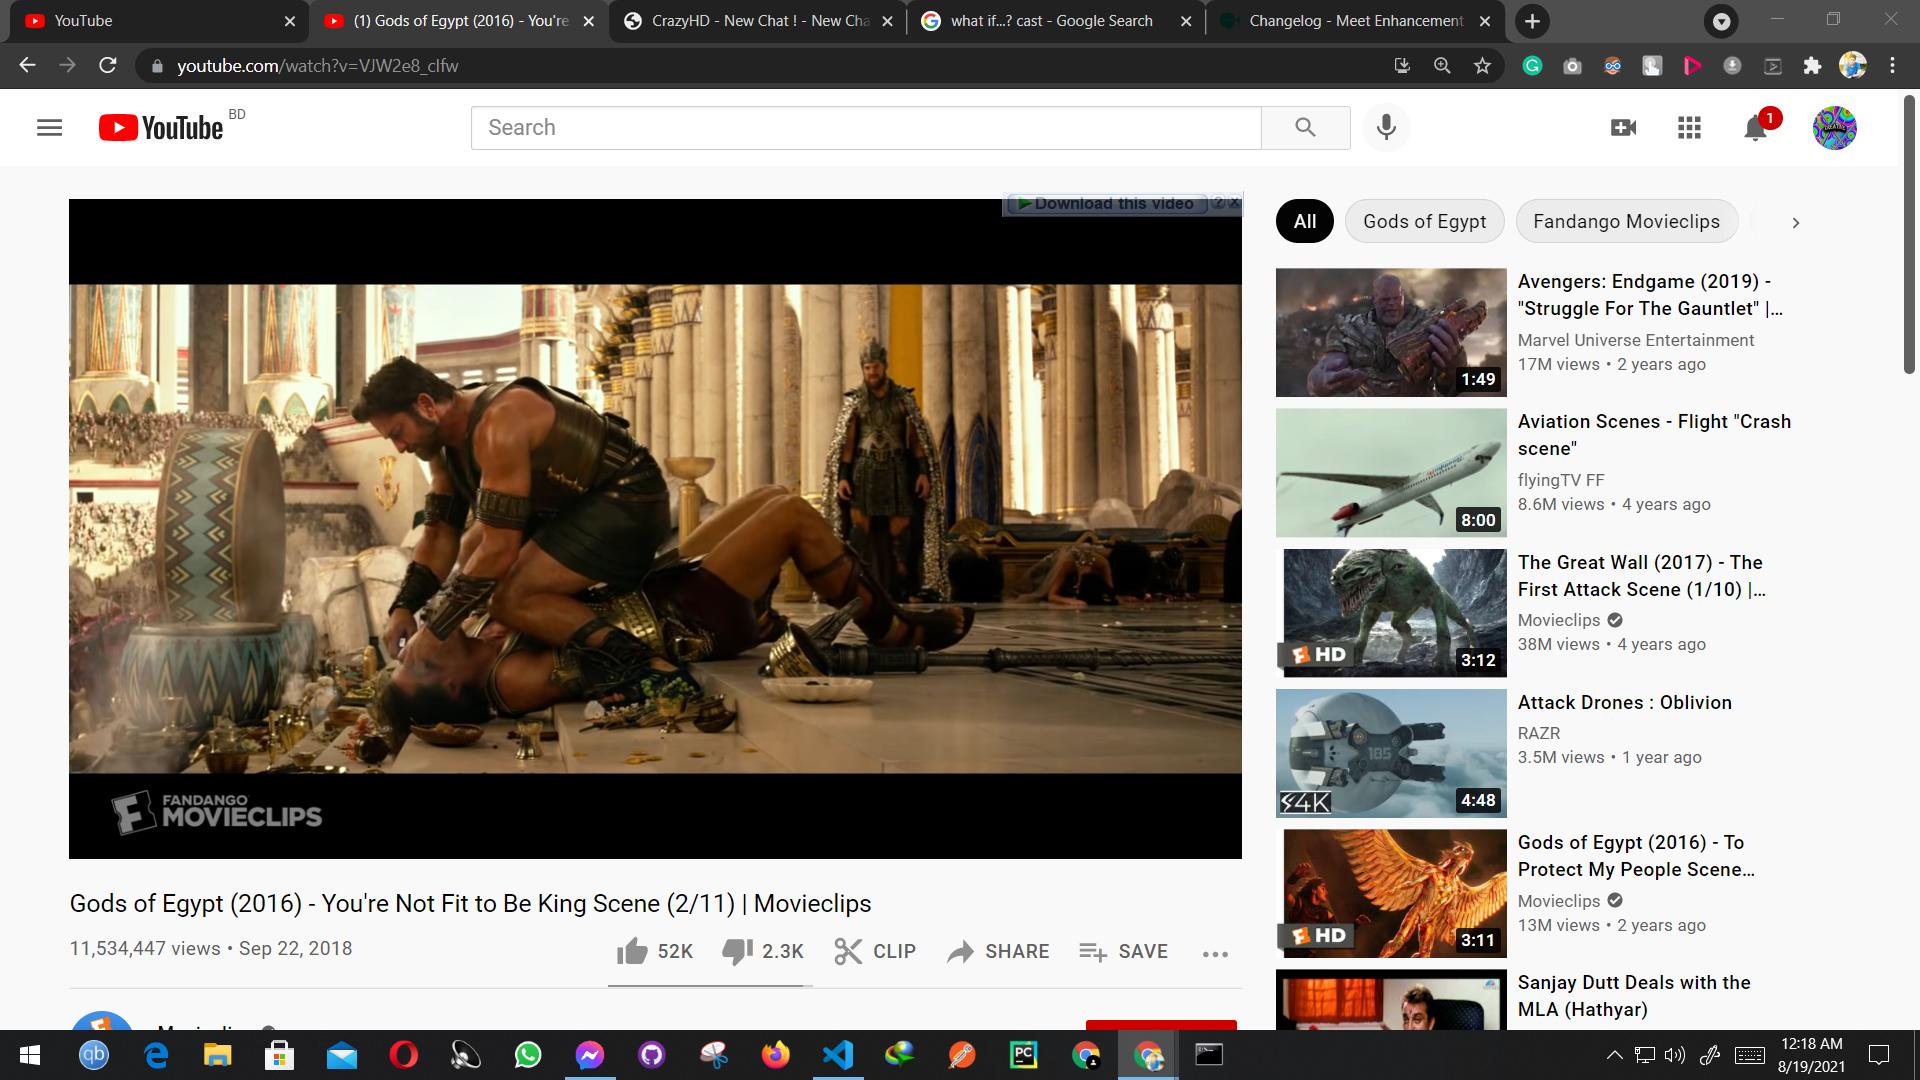 YouTube
(1) Gods of Egypt (2016) - You're
CrazyHD - New Chat ! - New Cha
what if...? cast - Google Search
Changelog - Meet Enhancement
youtube.com/watch?v=VJW2e8_clfw
YouTube BD
Search
1
Download this video
All
Gods of Egypt
Fandango Movieclips
FANDANGO
MOVIECLIPS
Gods of Egypt (2016) - You're Not Fit to Be King Scene (2/11) | Movieclips
11,534,447 views • Sep 22, 2018
52K
2.3K
CLIP
SHARE
SAVE
Avengers: Endgame (2019) -
"Struggle For The Gauntlet" |...
Marvel Universe Entertainment
17M views • 2 years ago
1:49
Aviation Scenes - Flight "Crash
scene"
flyingTV FF
8.6M views • 4 years ago
8:00
The Great Wall (2017) - The
First Attack Scene (1/10) |...
Movieclips
38M views • 4 years ago
HD
3:12
Attack Drones : Oblivion
RAZR
3.5M views • 1 year ago
185
4K
4:48
Gods of Egypt (2016) - To
Protect My People Scene...
Movieclips
13M views • 2 years ago
HD
3:11
Sanjay Dutt Deals with the
MLA (Hathyar)
qb
PC
12:18 AM
8/19/2021